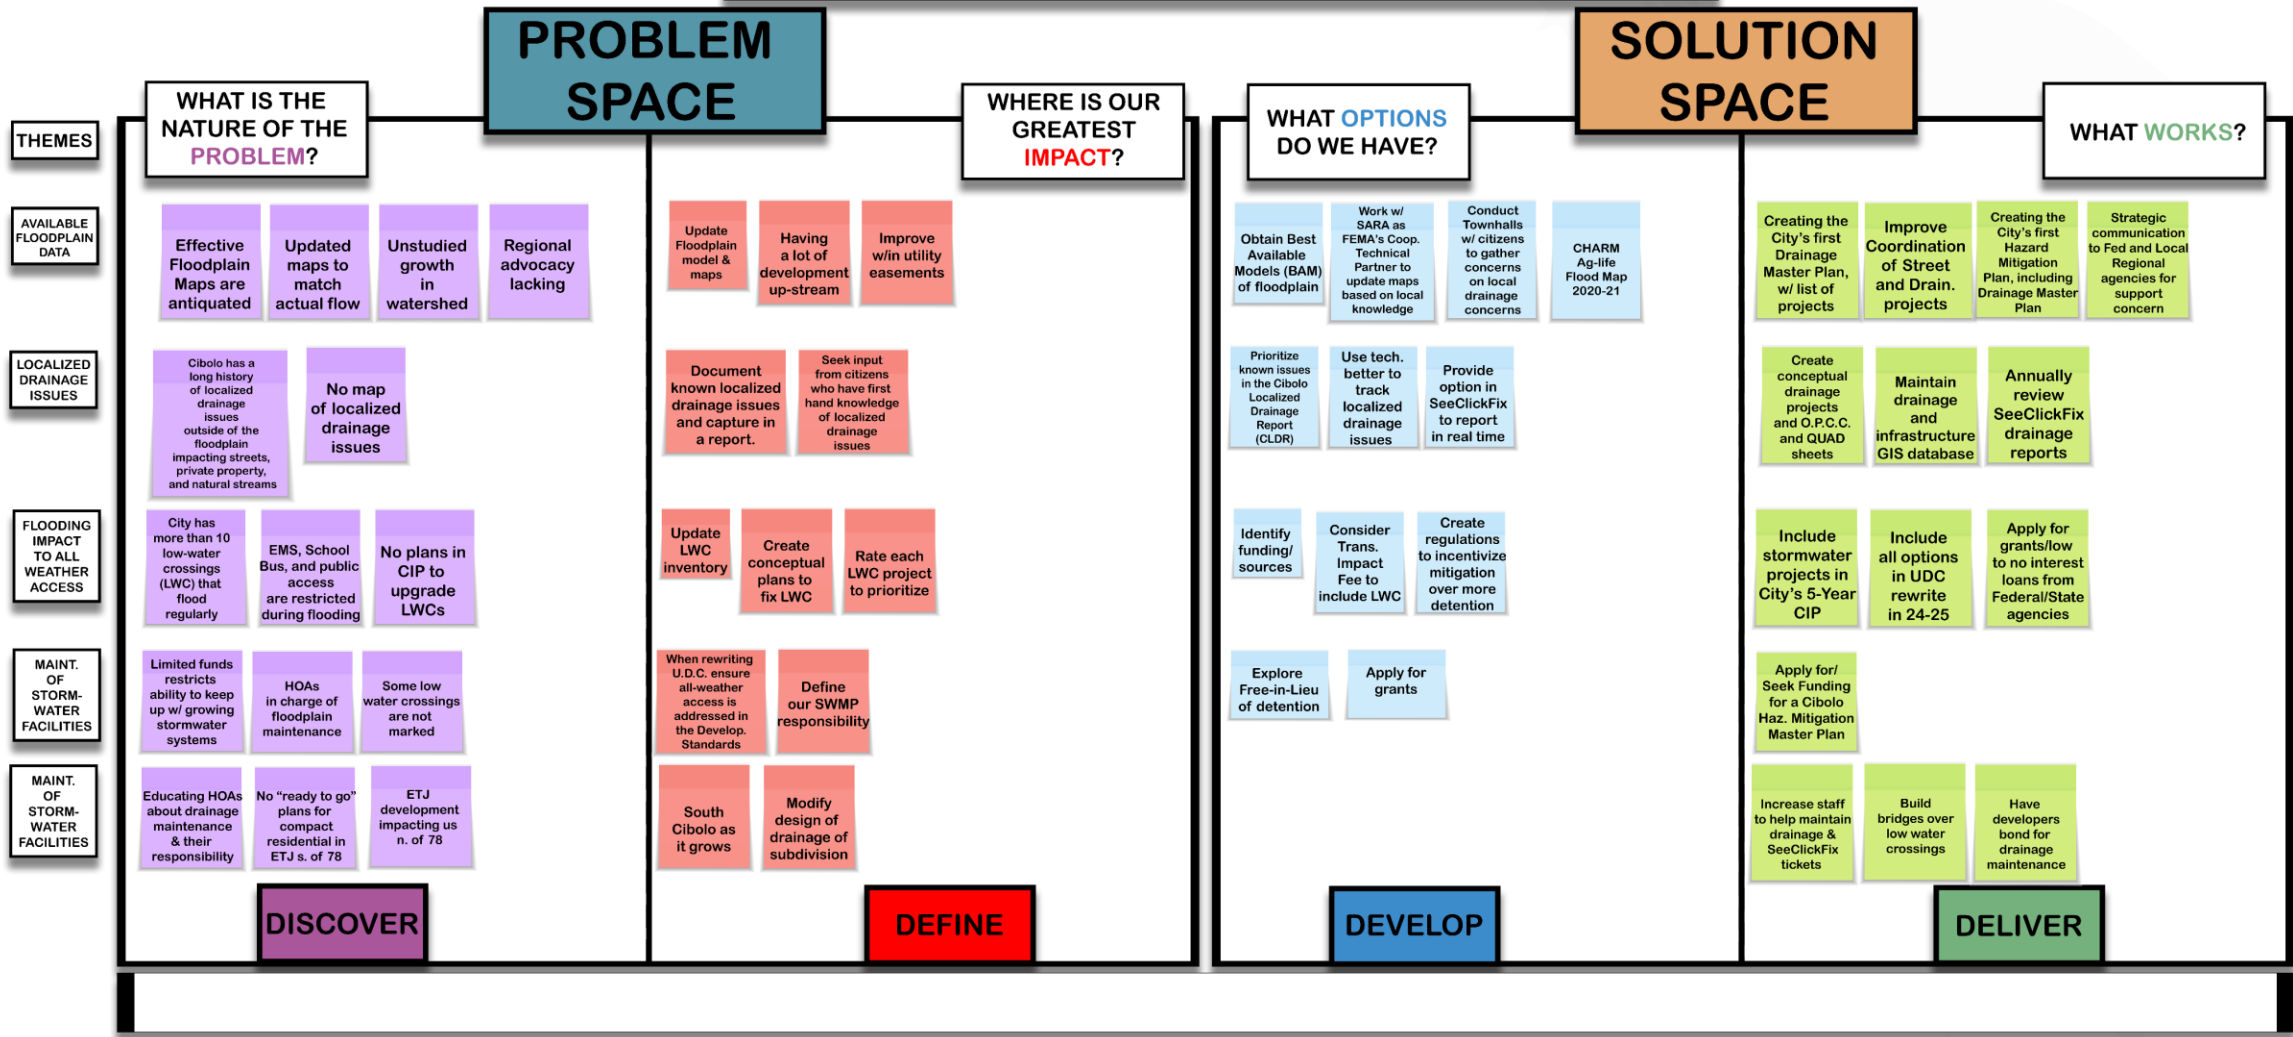 PROBLEM
SPACE
SOLUTION
SPACE
THEMES
WHAT IS THE
NATURE OF THE
PROBLEM?
WHERE IS OUR
GREATEST
IMPACT?
WHAT OPTIONS
DO WE HAVE?
WHAT WORKS?
AVAILABLE
FLOODPLAIN
DATA
Effective
Floodplain
Maps are
antiquated
Updated
maps to
match
actual flow
Unstudied
growth
in
watershed
Regional
advocacy
lacking
Update
Floodplain
model &
maps
Having
a lot of
development
up-stream
Improve
w/in utility
easements
Obtain Best
Available
Models (BAM)
of floodplain
Work w/
SARA as
FEMA's Coop.
Technical
Partner to
update maps
based on local
knowledge
Conduct
Townhalls
w/ citizens
to gather
concerns
on local
drainage
concerns
CHARM
Ag-life
Flood Map
2020-21
Creating the
City's first
Drainage
Master Plan,
w/ list of
projects
Improve
Coordination
of Street
and Drain.
projects
Creating the
City's first
Hazard
Mitigation
Plan, including
Drainage Master
Plan
Strategic
communication
to Fed and Local
Regional
agencies for
support
concern
LOCALIZED
DRAINAGE
ISSUES
Cibolo has a
long history
of localized
drainage
issues
outside of the
floodplain
impacting streets,
private property,
and natural streams
No map
of localized
drainage
issues
Document
known localized
drainage issues
and capture in
a report.
Seek input
from citizens
who have first
hand knowledge
of localized
drainage
issues
Prioritize
known issues
in the Cibolo
Localized
Drainage
Report
(CLDR)
Use tech.
better to
track
localized
drainage
issues
Provide
option in
SeeClickFix
to report
in real time
Create
conceptual
drainage
projects
and O.P.C.C.
and QUAD
sheets
Maintain
drainage
and
infrastructure
GIS database
Annually
review
SeeClickFix
drainage
reports
FLOODING
IMPACT
TO ALL
WEATHER
ACCESS
City has
more than 10
low-water
crossings
(LWC) that
flood
regularly
EMS, School
Bus, and public
access
are restricted
during flooding
No plans in
CIP to
upgrade
LWCs
Update
LWC
inventory
Create
conceptual
plans to
fix LWC
Rate each
LWC project
to prioritize
Identify
funding/
sources
Consider
Trans.
Impact
Fee to
include LWC
Create
regulations
to incentivize
mitigation
over more
detention
Include
stormwater
projects in
City's 5-Year
CIP
Include
all options
in UDC
rewrite
in 24-25
Apply for
grants/low
to no interest
loans from
Federal/State
agencies
MAINT.
OF
STORM-
WATER
FACILITIES
Limited funds
restricts
ability to keep
up w/ growing
stormwater
systems
HOAs
in charge of
floodplain
maintenance
Some low
water crossings
are not
marked
When rewriting
U.D.C. ensure
all-weather
access is
addressed in
the Develop.
Standards
Define
our SWMP
responsibility
Explore
Free-in-Lieu
of detention
Apply for
grants
Apply for/
Seek Funding
for a Cibolo
Haz. Mitigation
Master Plan
MAINT.
OF
STORM-
WATER
FACILITIES
Educating HOAs
about drainage
maintenance
& their
responsibility
No "ready to go"
plans for
compact
residential in
ETJ s. of 78
ETJ
development
impacting us
n. of 78
South
Cibolo as
it grows
Modify
design of
drainage of
subdivision
Increase staff
to help maintain
drainage &
SeeClickFix
tickets
Build
bridges over
low water
crossings
Have
developers
bond for
drainage
maintenance
DISCOVER
DEFINE
DEVELOP
DELIVER